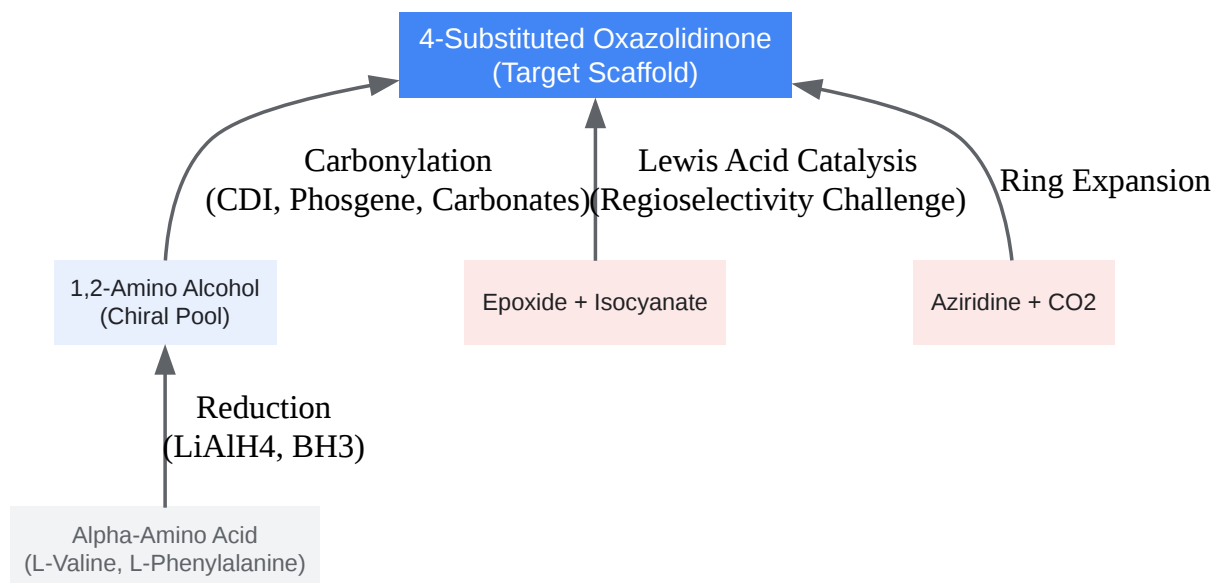 4-Substituted Oxazolidinone
(Target Scaffold)
Carbonylation
(CDI, Phosgene, Carbonates)
Lewis Acid Catalysis
(Regioselectivity Challenge)
Ring Expansion
1,2-Amino Alcohol
(Chiral Pool)
Epoxide + Isocyanate
Aziridine + CO2
Reduction
(LiAlH4, BH3)
Alpha-Amino Acid
(L-Valine, L-Phenylalanine)